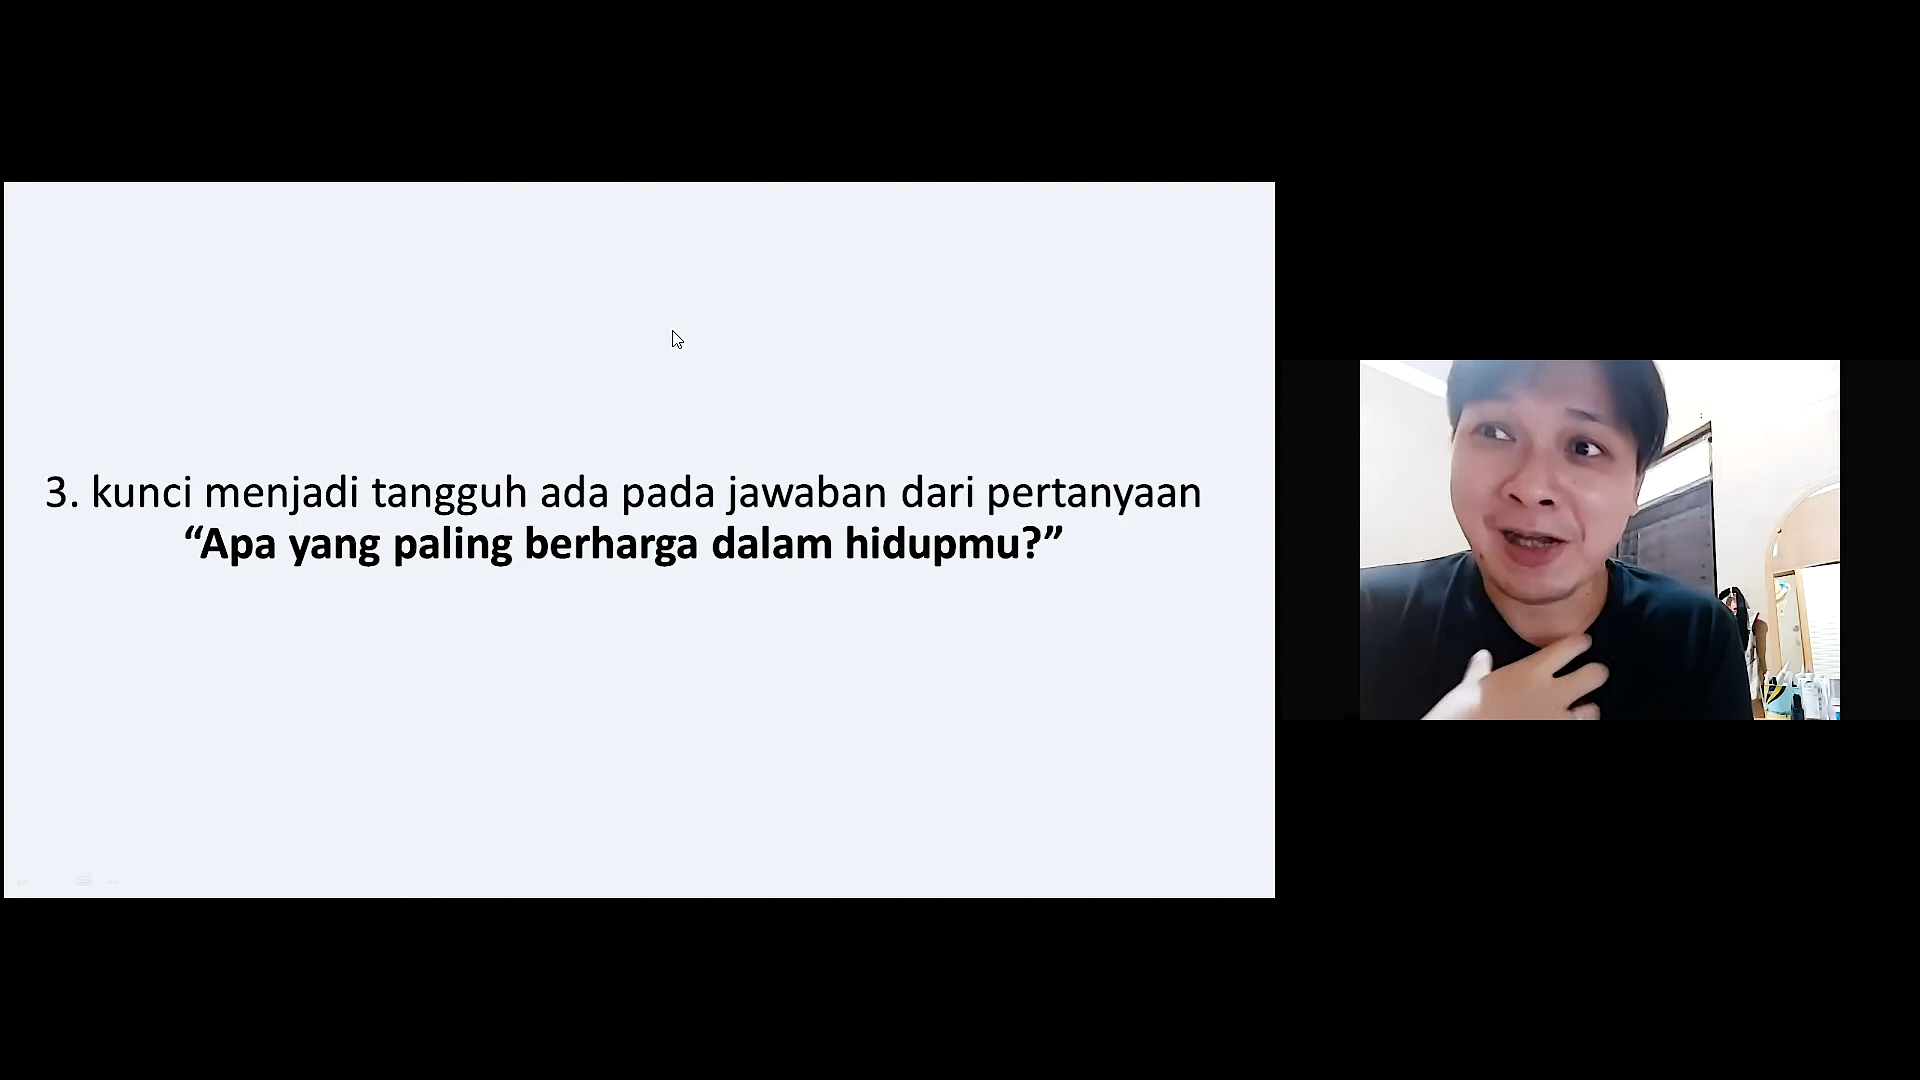 3. kunci menjadi tangguh ada pada jawaban dari pertanyaan
“Apa yang paling berharga dalam hidupmu?”